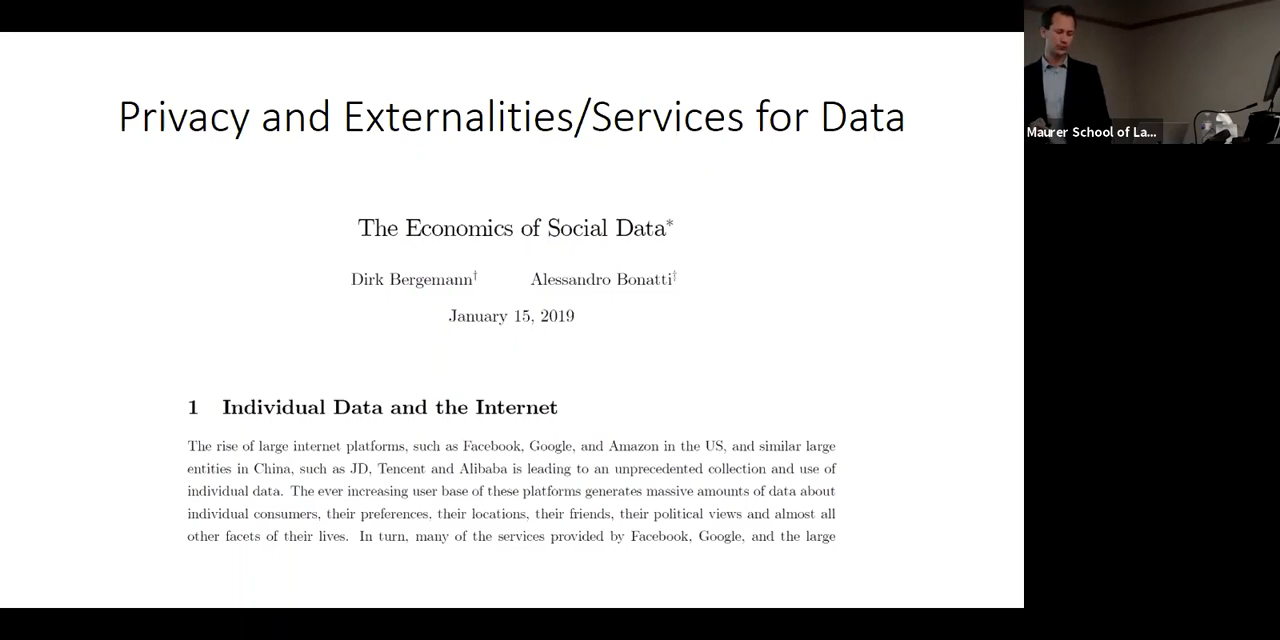 Privacy and Externalities/Services for Data
The Economics of Social Data*
Dirk Bergemann† Alessandro Bonatti‡
January 15, 2019
1 Individual Data and the Internet
The rise of large internet platforms, such as Facebook, Google, and Amazon in the US, and similar large
entities in China, such as JD, Tencent and Alibaba is leading to an unprecedented collection and use of
individual data. The ever increasing user base of these platforms generates massive amounts of data about
individual consumers, their preferences, their locations, their friends, their political views and almost all
other facets of their lives. In turn, many of the services provided by Facebook, Google, and the large
Maurer School of La...